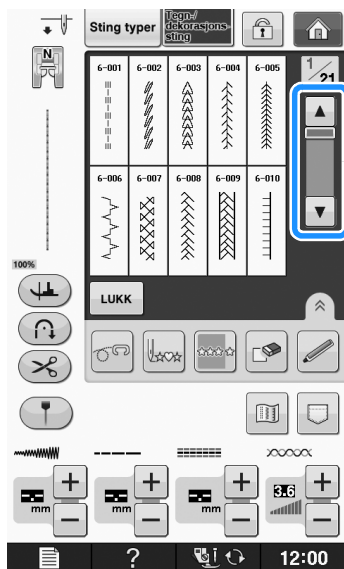 Sting typer
Tegn-/
dekorasjons-
sting
N
6-001 6-002 6-003 6-004 6-005
1/21
6-006 6-007 6-008 6-009 6-010
100%
LUKK
-.- + -.- + -.- + 3.6 +
mm − mm − mm − −
? 12:00